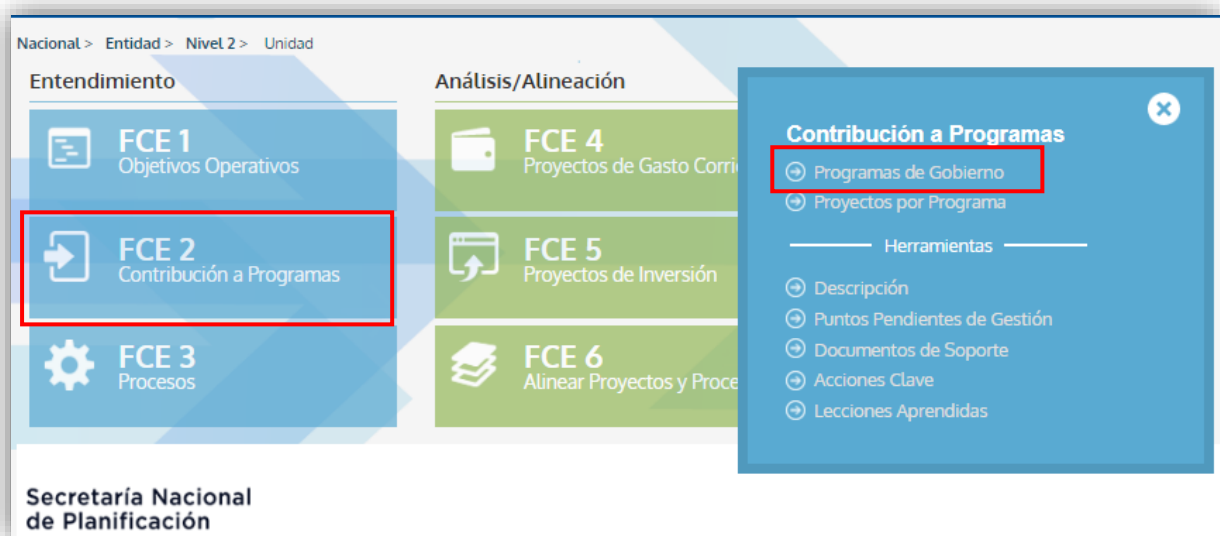 Nacional > Entidad > Nivel 2 > Unidad
Entendimiento
FCE 1
Objetivos Operativos
FCE 2
Contribución a Programas
FCE 3
Procesos
Análisis/Alineación
FCE 4
Proyectos de Gasto Corri
FCE 5
Proyectos de Inversión
FCE 6
Alinear Proyectos y Proce
Contribución a Programas
Programas de Gobierno
Proyectos por Programa
Herramientas
Descripción
Puntos Pendientes de Gestión
Documentos de Soporte
Acciones Clave
Lecciones Aprendidas
Secretaría Nacional
de Planificación